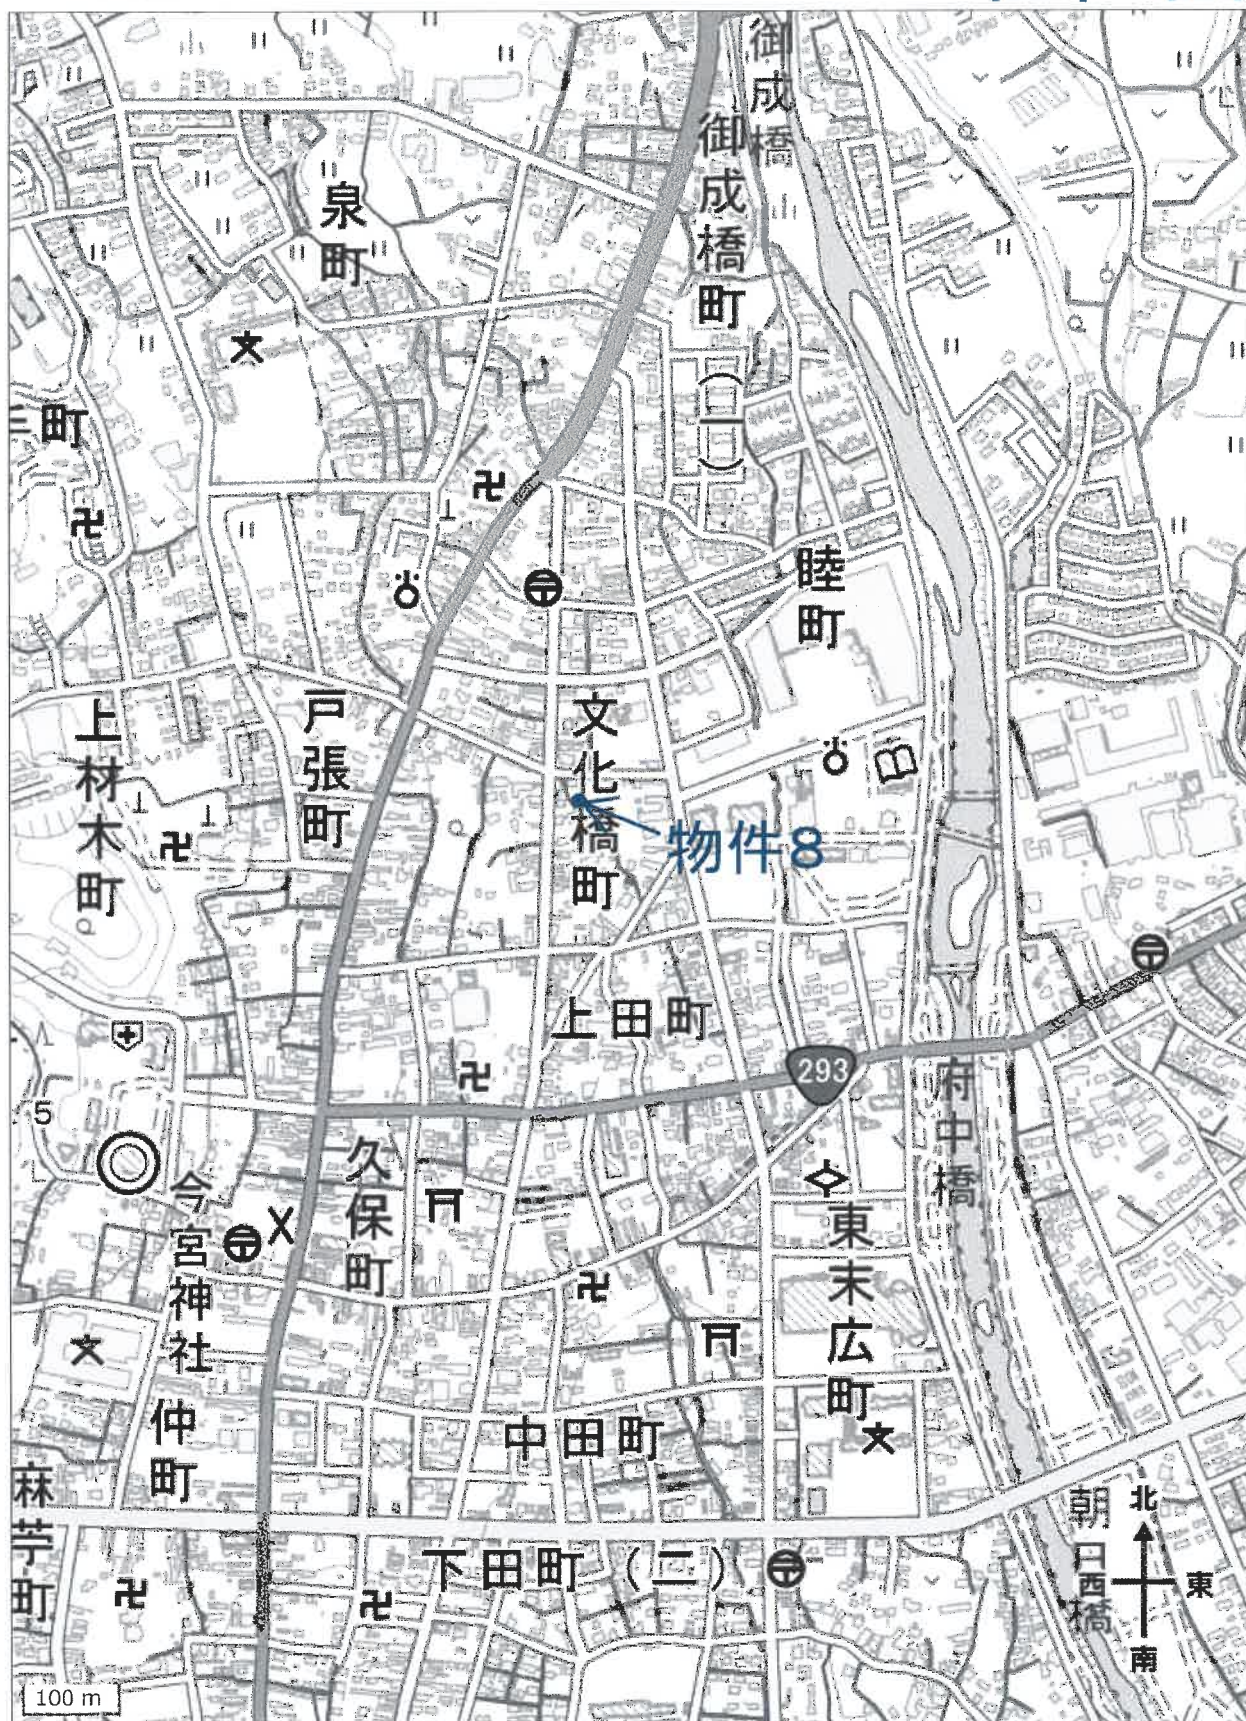 御成橋
御成橋町
(一)
泉町
睦町
文化橋町
物件8
戸張町
上材木町
上田町
293
府中橋
5
久保町
今宮神社
東末広町
仲町
中田町
麻苧町
下田町(二)
朝日橋
北
西
東
南
100 m
町